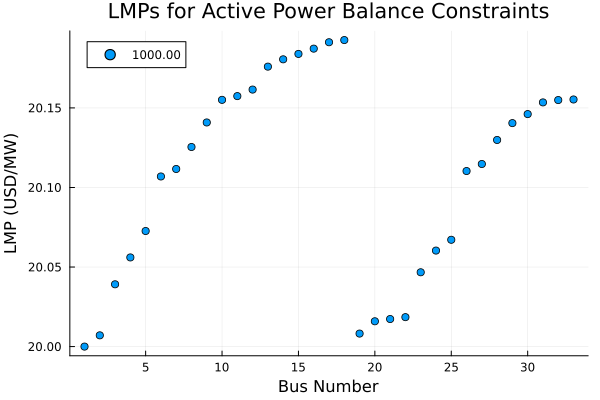 LMPs for Active Power Balance Constraints
1000.00
LMP (USD/MW)
20.15
20.10
20.05
20.00
5 10 15 20 25 30
Bus Number